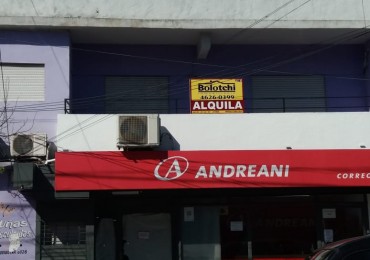 Bolotchi
4626-0399
ALQUILA
A ANDREANI
CORREO